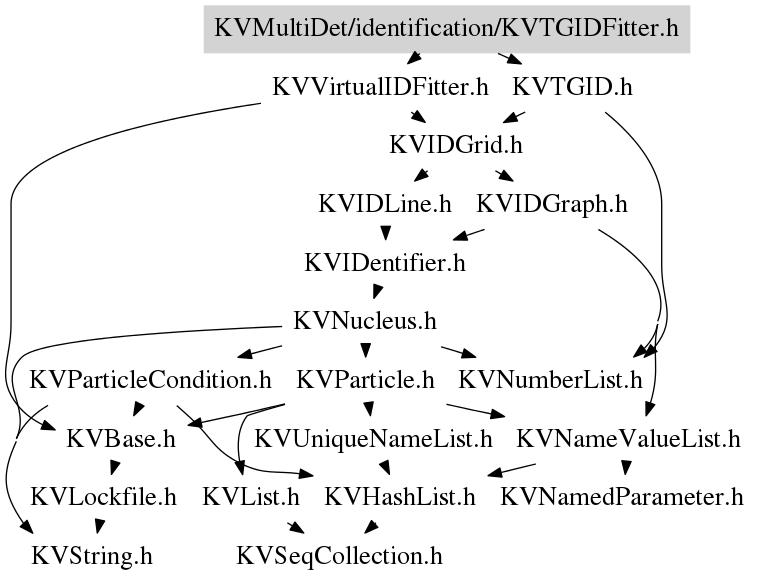 KVMultiDet/identification/KVTGIDFitter.h
KVVirtualIDFitter.h KVTGID.h
KVIDGrid.h
KVIDLine.h KVIDGraph.h
KVIDentifier.h
KVNucleus.h
KVParticleCondition.h KVParticle.h KVNumberList.h
KVBase.h KVUniqueNameList.h KVNameValueList.h
KVLockfile.h KVList.h KVHashList.h KVNamedParameter.h
KVString.h KVSeqCollection.h